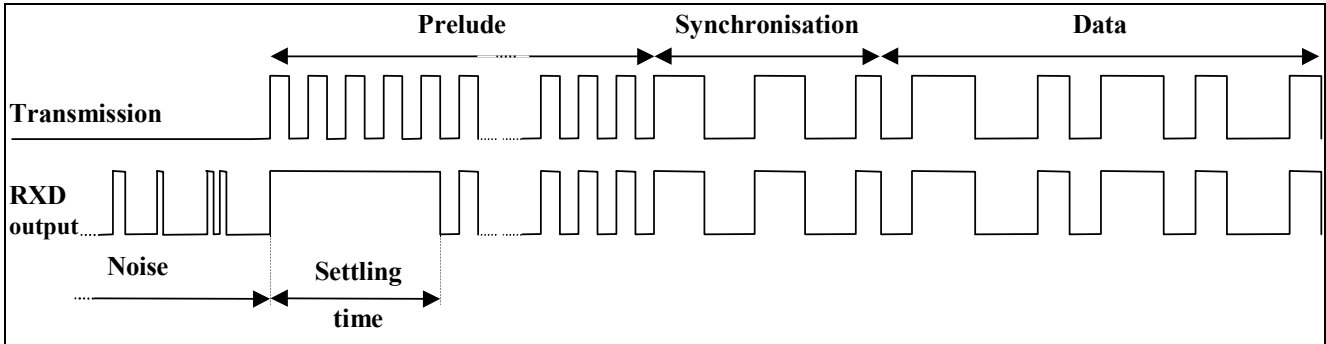 Prelude Synchronisation Data
Transmission
RXD
output
Noise Settling
time